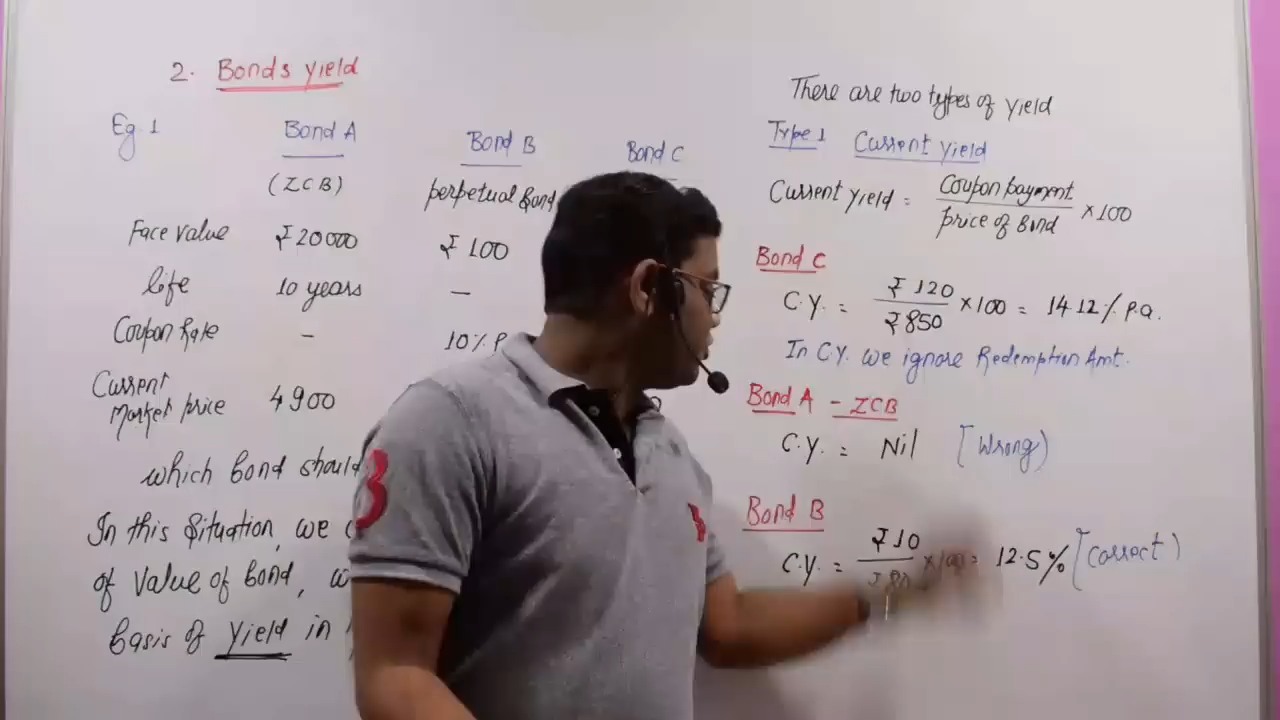 2. Bonds yield
Eg 1
Bond A
Bond B
Bond C
(ZCB)
perpetual Bond
Face value ₹20000 ₹100
life 10 years —
Coupon Rate - 10% P
Current Market price 4900
which bond should
In this situation, we
of value of bond,
basis of yield in
There are two types of yield
Type 1 Current yield
Current yield = Coupon payment / price of Bond ×100
Bond C
C.Y. = ₹120 / ₹850 ×100 = 14.12% P.a.
In C.Y. we ignore Redemption Amt.
Bond A - ZCB
C.Y. = Nil [Wrong)
Bond B
C.Y. = ₹10 / ×100 = 12.5% [Correct)